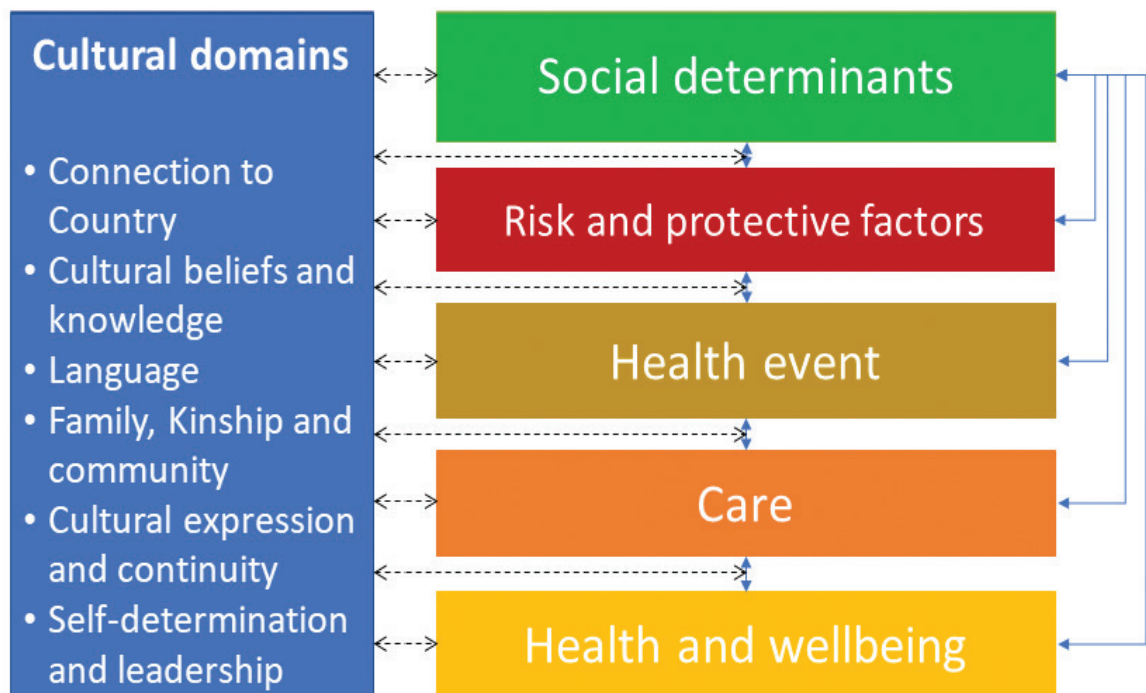 Cultural domains
• Connection to
Country
• Cultural beliefs and
knowledge
• Language
• Family, Kinship and
community
• Cultural expression
and continuity
• Self-determination
and leadership
Social determinants
Risk and protective factors
Health event
Care
Health and wellbeing